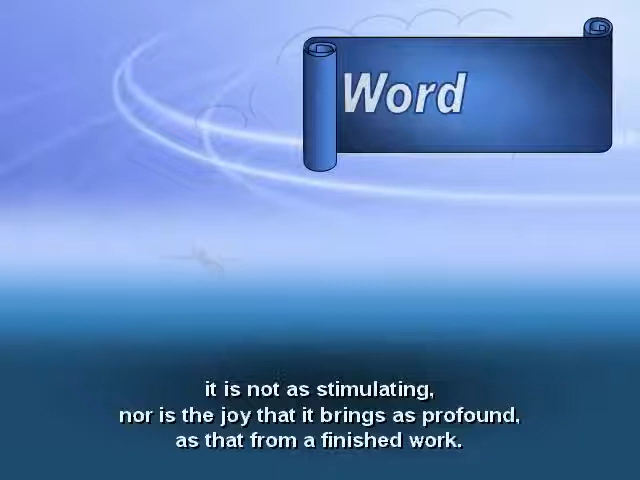 Word
it is not as stimulating,
nor is the joy that it brings as profound,
as that from a finished work.